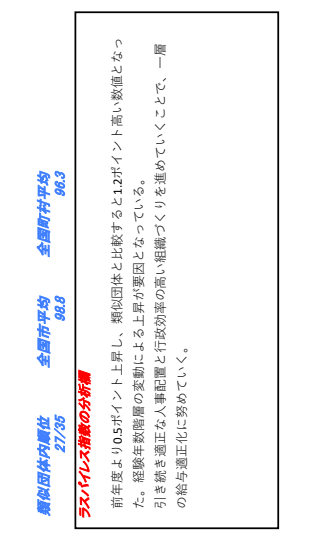 類似団体内順位 全国市平均 全国町村平均
27/35 98.8 96.3
ラスパイレス指数の分析欄
前年度より0.5ポイント上昇し、類似団体と比較すると1.2ポイント高い数値となっ
た。経験年数階層の変動による上昇が要因となっている。
引き続き適正な人事配置と行政効率の高い組織づくりを進めていくことで、一層
の給与適正化に努めていく。